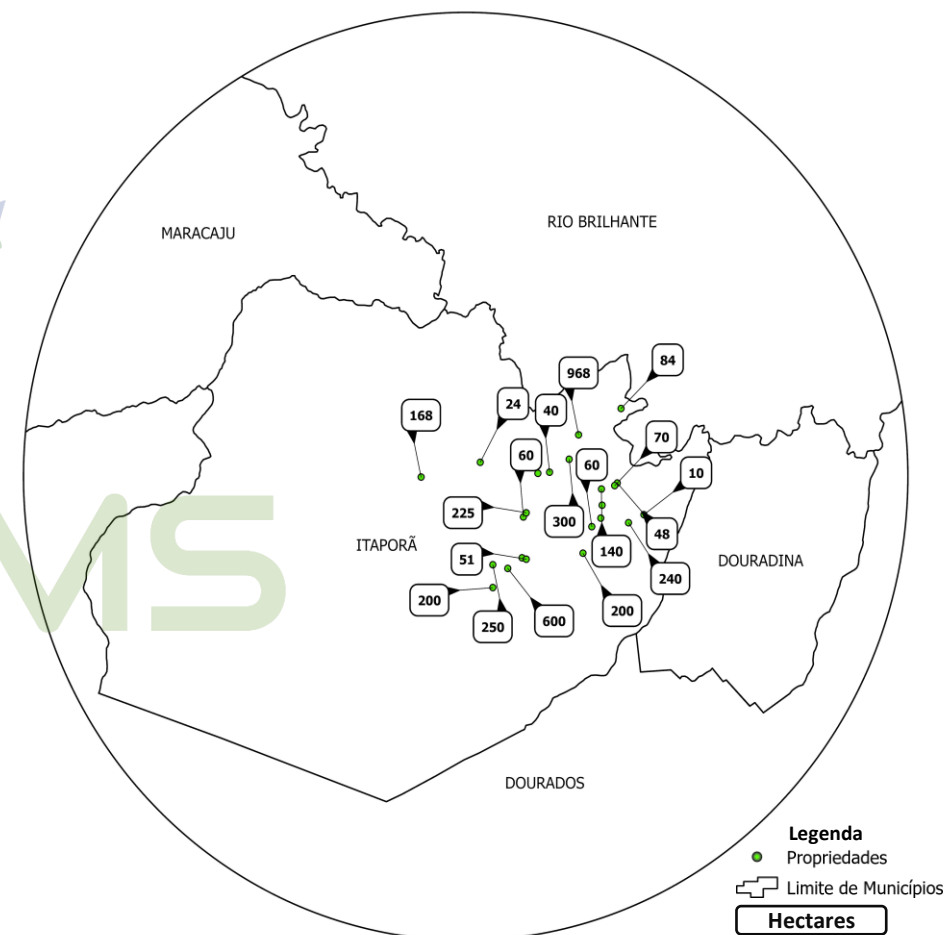 RIO BRILHANTE
MARACAJU
84
968
24
40
168
70
60
60
10
225
300
48
ITAPORÃ
140
51
DOURADINA
240
200
200
600
250
DOURADOS
Legenda
Propriedades
Limite de Municípios
Hectares
MS